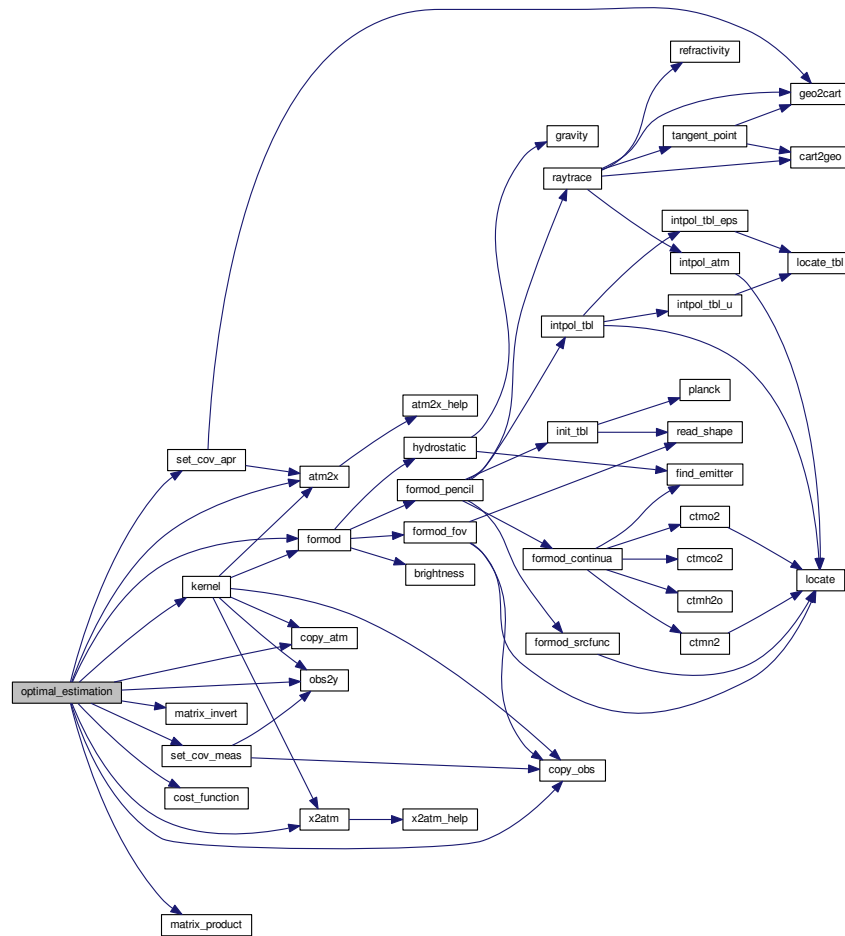 refractivity
geo2cart
gravity
tangent_point
cart2geo
raytrace
intpol_tbl_eps
intpol_atm
locate_tbl
intpol_tbl_u
intpol_tbl
planck
atm2x_help
init_tbl
read_shape
hydrostatic
set_cov_apr
find_emitter
atm2x
formod_pencil
ctmo2
formod_fov
formod
formod_continua
ctmco2
brightness
locate
kernel
ctmh2o
copy_atm
formod_srcfunc
ctmn2
obs2y
optimal_estimation
matrix_invert
set_cov_meas
copy_obs
cost_function
x2atm
x2atm_help
matrix_product